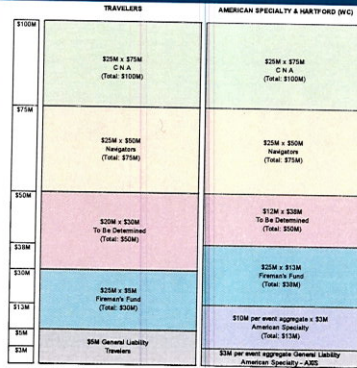 TRAVELERS
AMERICAN SPECIALTY & HARTFORD (WC)
$100M
$75M
$50M
$38M
$30M
$13M
$5M
$3M
$25M x $75M
C N A
(Total: $100M)
$25M x $50M
Navigators
(Total: $75M)
$20M x $30M
To Be Determined
(Total: $50M)
$25M x $5M
Fireman's Fund
(Total: $30M)
$5M General Liability
Travelers
$25M x $75M
C N A
(Total: $100M)
$25M x $50M
Navigators
(Total: $75M)
$12M x $38M
To Be Determined
(Total: $50M)
$25M x $13M
Fireman's Fund
(Total: $38M)
$10M per event aggregate x $3M
American Specialty
(Total: $13M)
$3M per event aggregate General Liability
American Specialty - AXIS